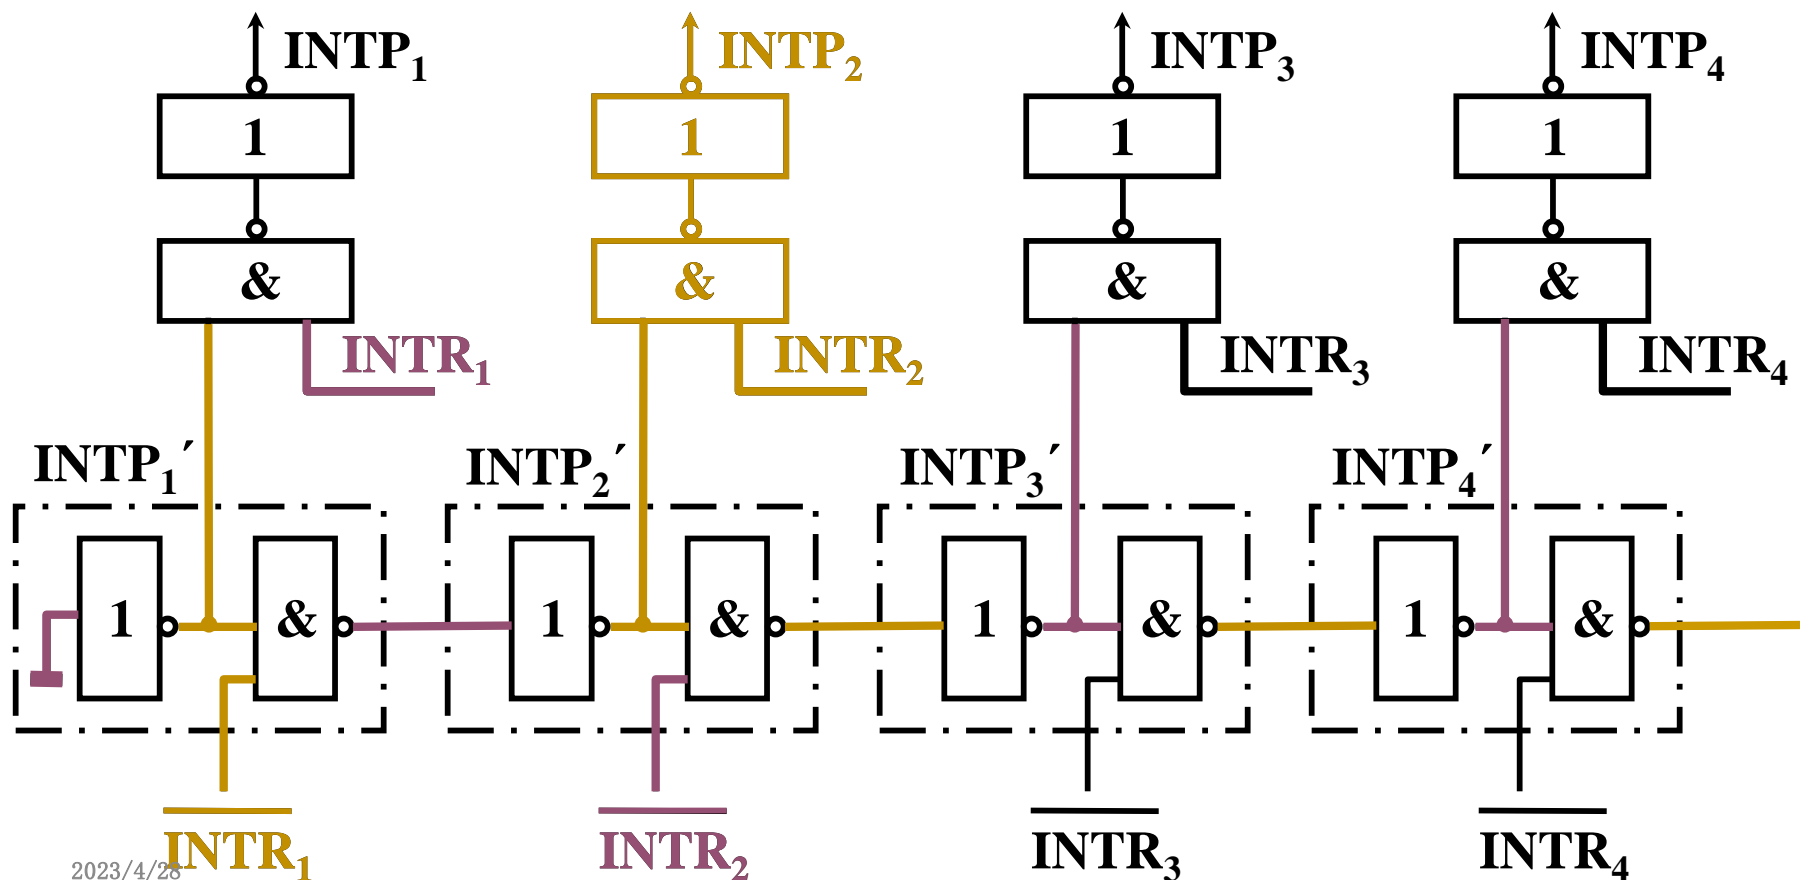 INTP₁ INTP₂ INTP₃ INTP₄
1 1 1 1
& & & &
INTR₁ INTR₂ INTR₃ INTR₄
INTP₁′ INTP₂′ INTP₃′ INTP₄′
1 & 1 & 1 & 1 &
INTR₁ INTR₂ INTR₃ INTR₄
2023/4/28